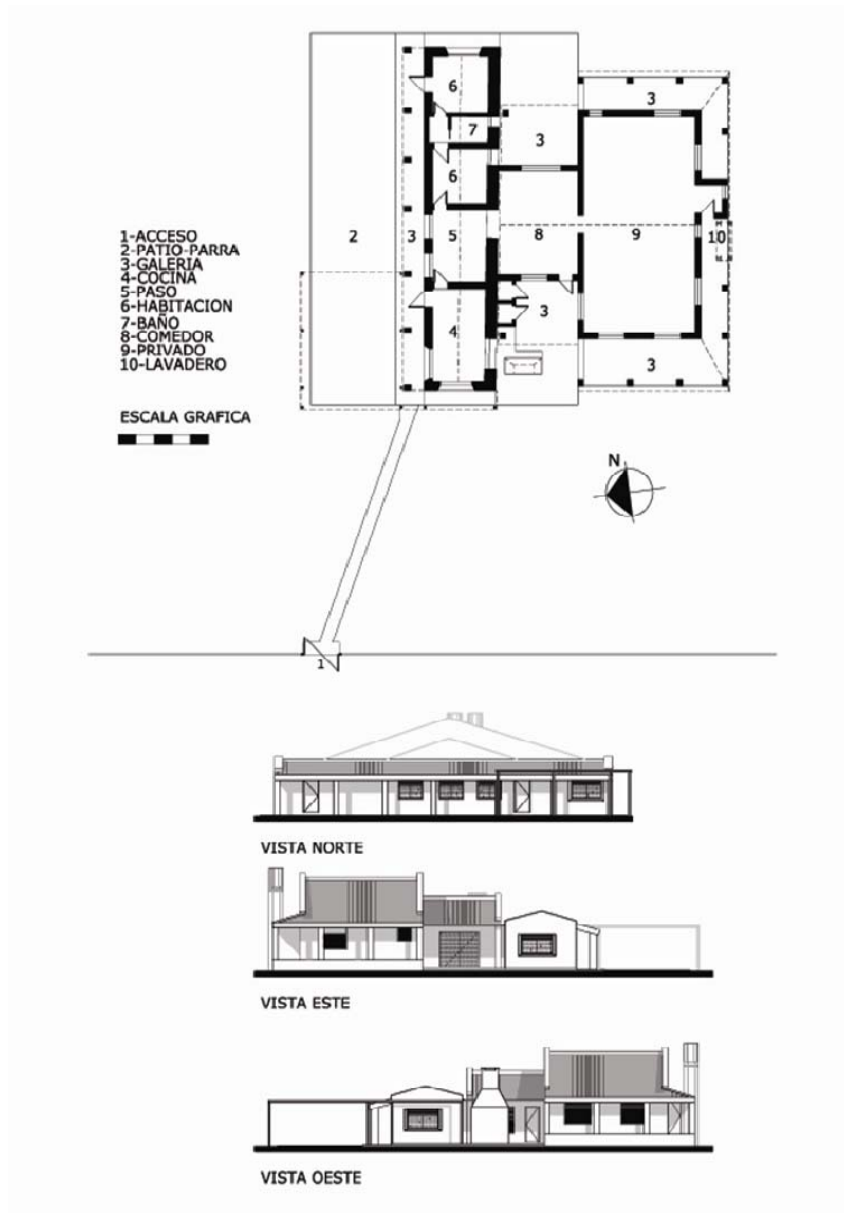 6
3
7
3
6
2
3
5
8
9
10
4
3
3
1-ACCESO
2-PATIO-PARRA
3-GALERIA
4-COCINA
5-PASO
6-HABITACION
7-BAÑO
8-COMEDOR
9-PRIVADO
10-LAVADERO
ESCALA GRAFICA
N
1
VISTA NORTE
VISTA ESTE
VISTA OESTE